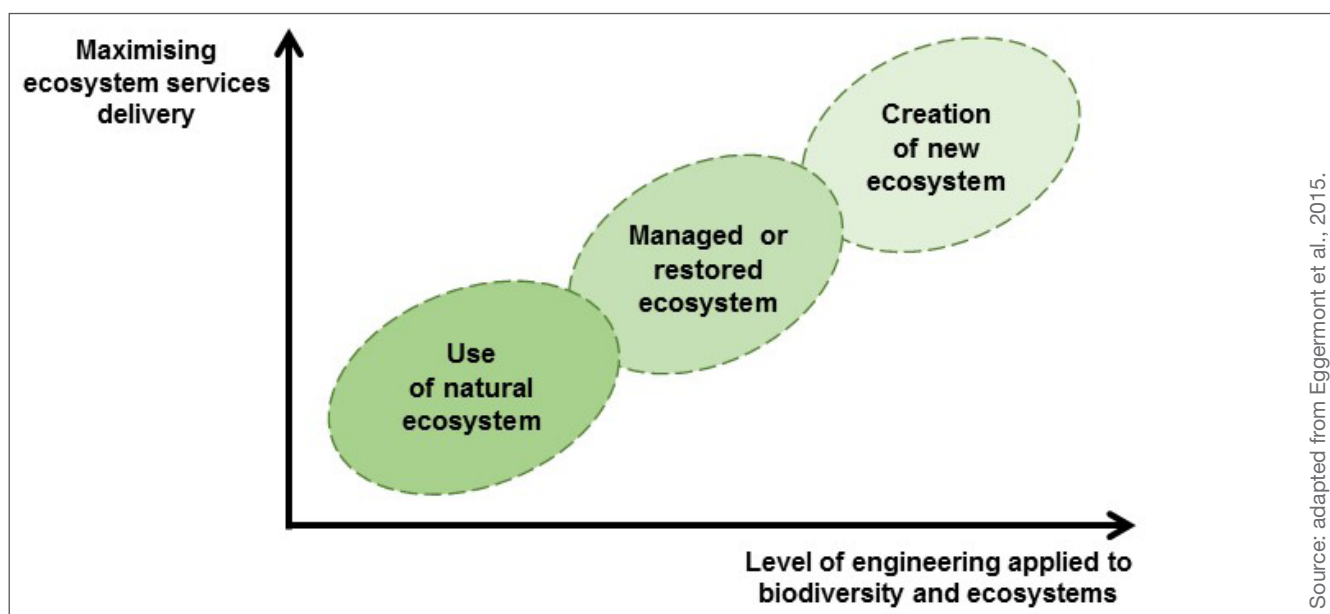 Maximising
ecosystem services
delivery
Creation
of new
ecosystem
Managed or
restored
ecosystem
Use
of natural
ecosystem
Level of engineering applied to
biodiversity and ecosystems
Source: adapted from Eggermont et al., 2015.